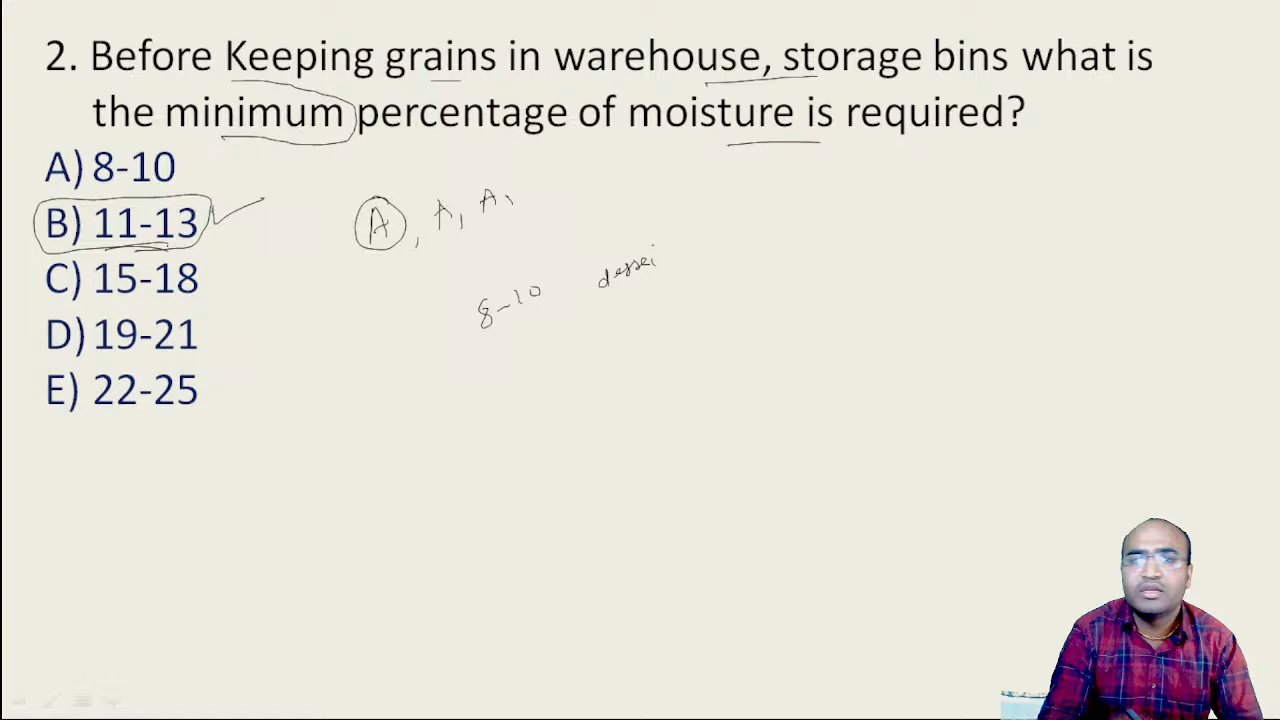 2. Before Keeping grains in warehouse, storage bins what is
the minimum percentage of moisture is required?
A) 8-10
B) 11-13
C) 15-18
D) 19-21
E) 22-25
A, A, A,
8-10 dessei